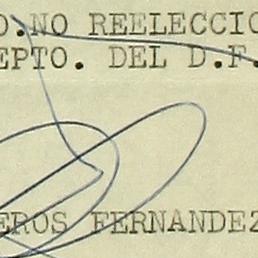 O.NO REELECCIO
EPTO. DEL D.F.
EROS FERNANDEZ